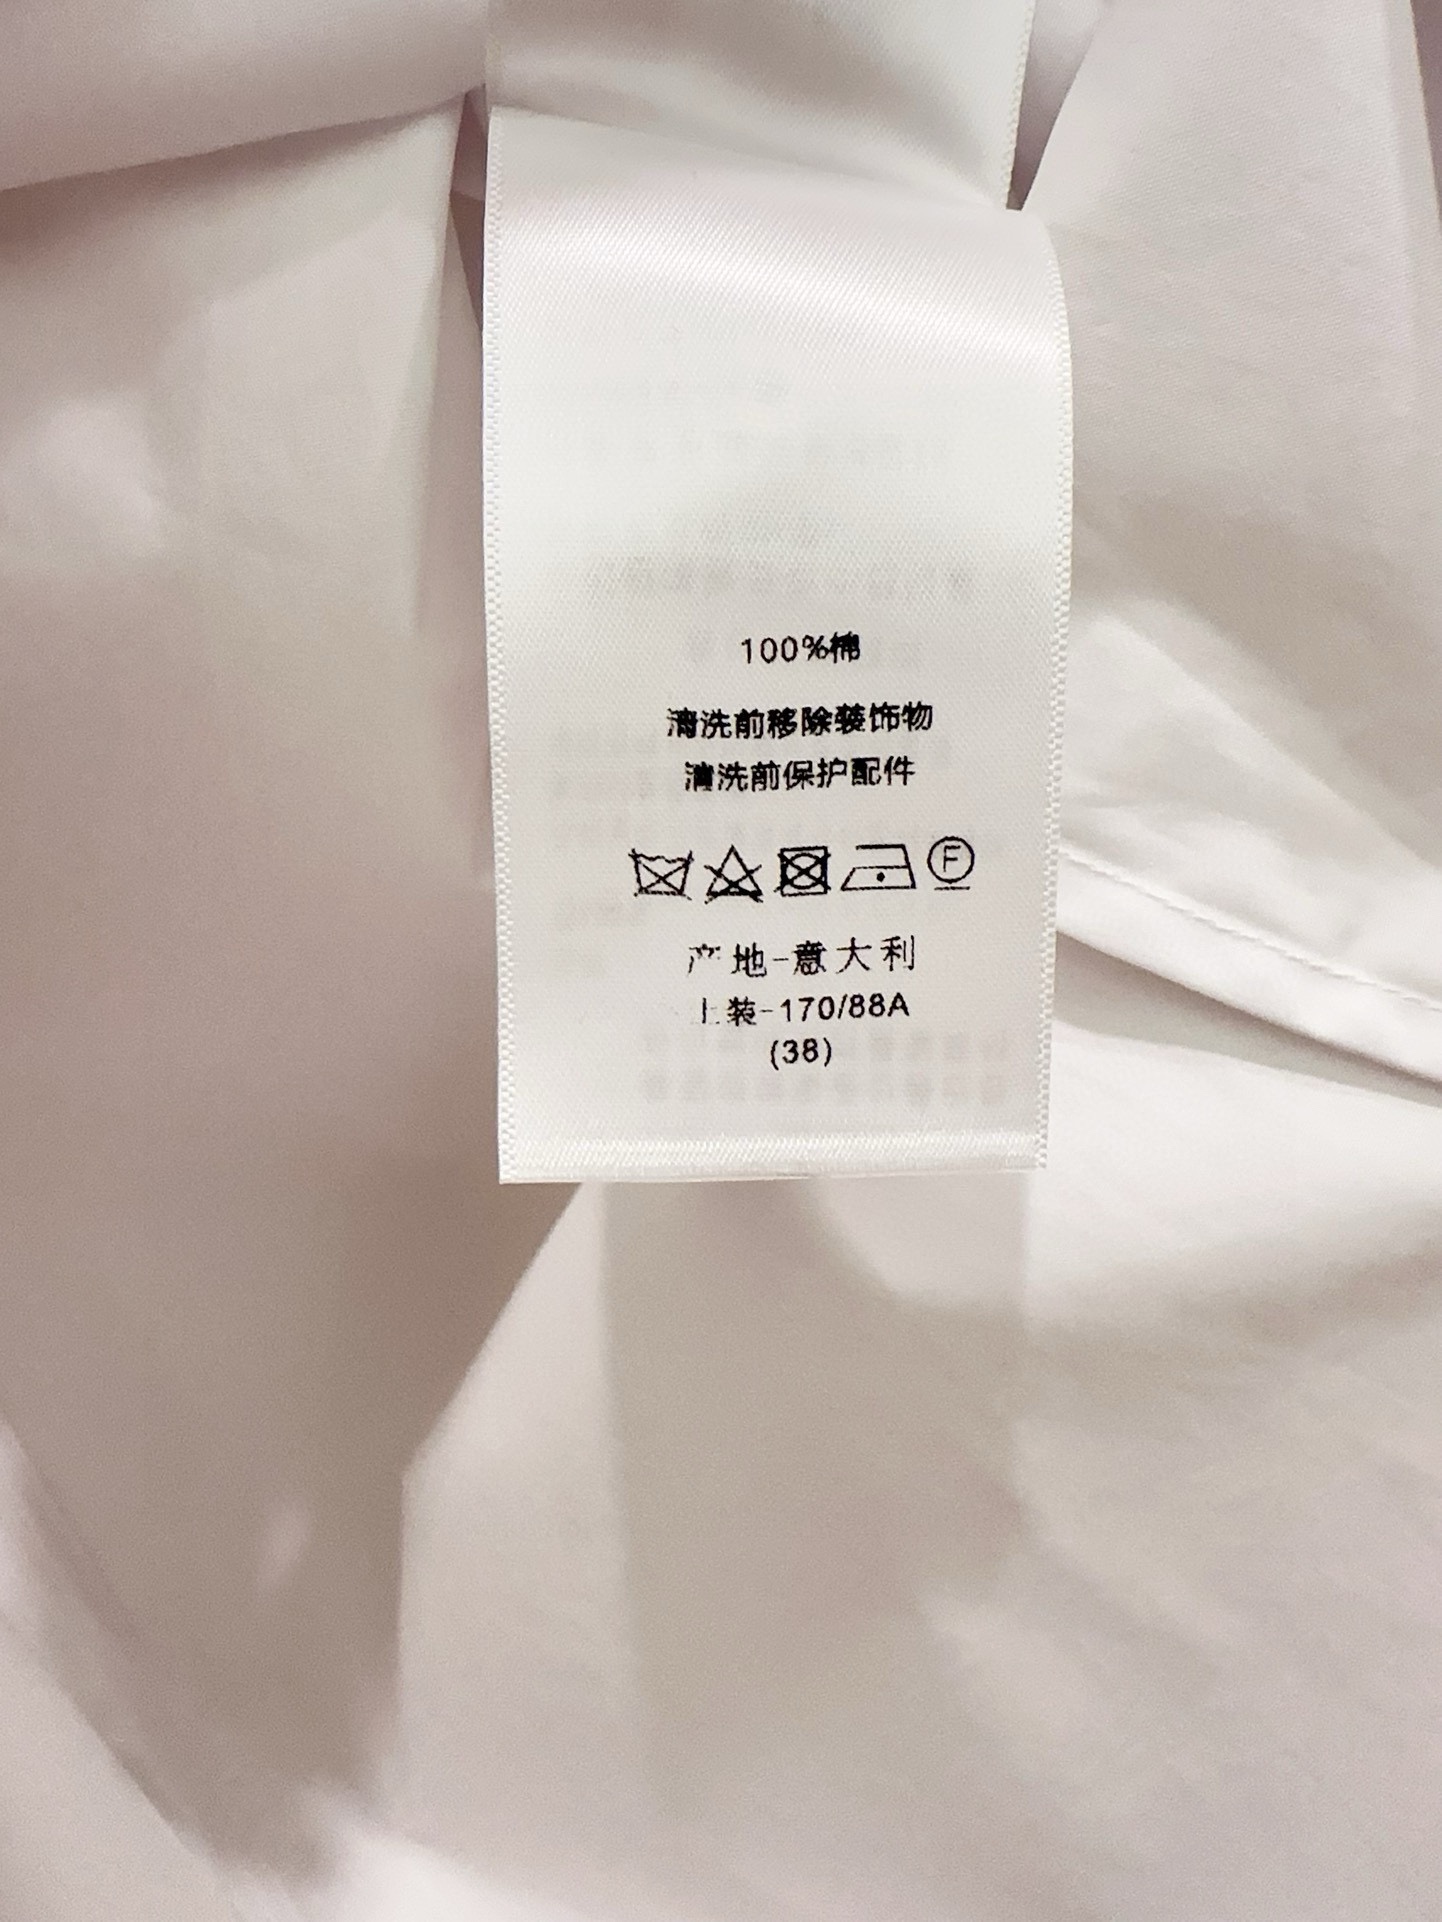 100%棉
清洗前移除装饰物
清洗前保护配件
F
产地-意大利
上装-170/88A
(38)